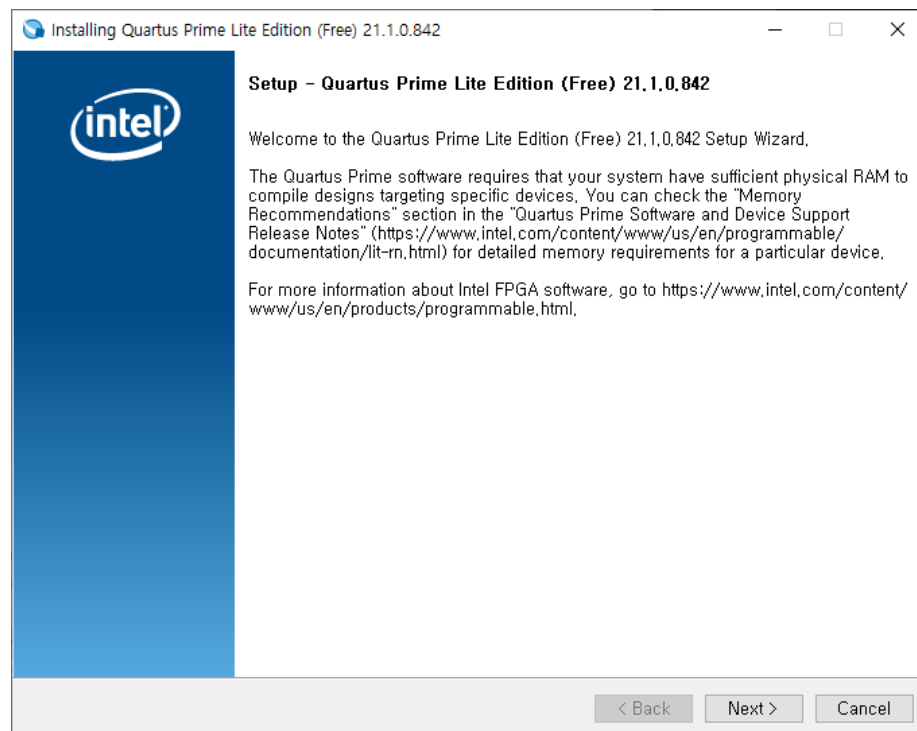 Installing Quartus Prime Lite Edition (Free) 21.1.0.842
intel
Setup - Quartus Prime Lite Edition (Free) 21.1.0.842
Welcome to the Quartus Prime Lite Edition (Free) 21.1.0.842 Setup Wizard.
The Quartus Prime software requires that your system have sufficient physical RAM to
compile designs targeting specific devices. You can check the "Memory
Recommendations" section in the "Quartus Prime Software and Device Support
Release Notes" (https://www.intel.com/content/www/us/en/programmable/
documentation/lit-rn.html) for detailed memory requirements for a particular device.
For more information about Intel FPGA software, go to https://www.intel.com/content/
www/us/en/products/programmable.html.
< Back
Next >
Cancel